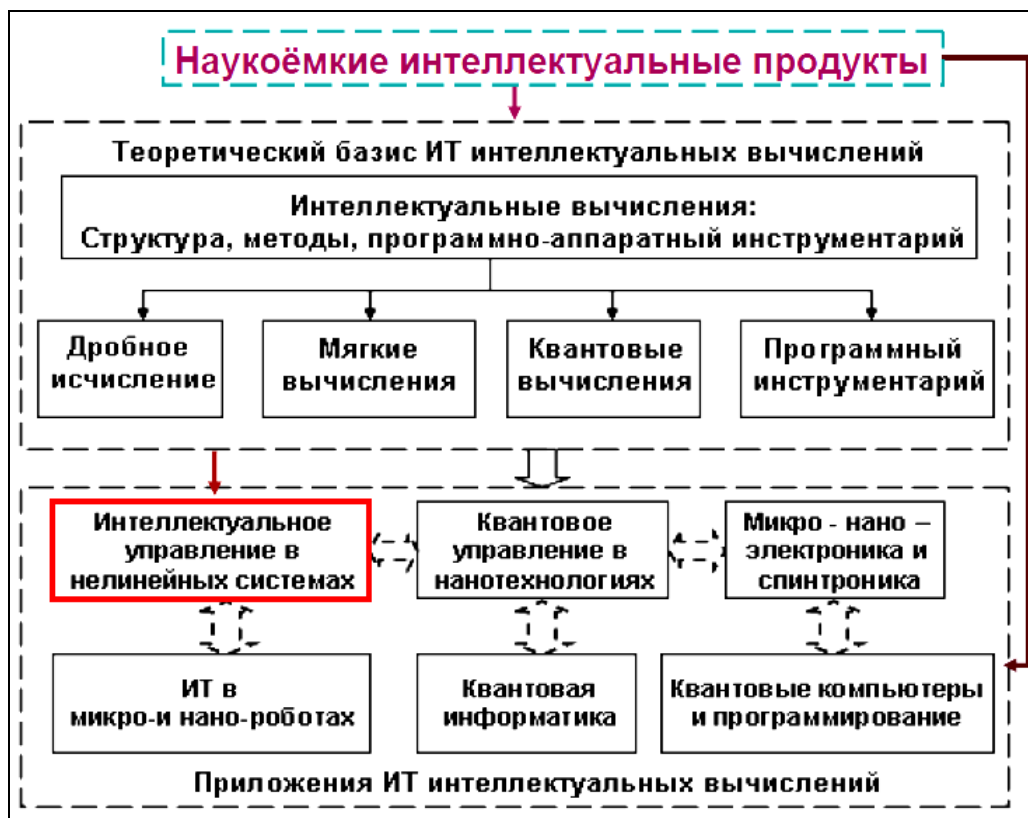 Наукоёмкие интеллектуальные продукты
Теоретический базис ИТ интеллектуальных вычислений
Интеллектуальные вычисления:
Структура, методы, программно-аппаратный инструментарий
Дробное
исчисление
Мягкие
вычисления
Квантовые
вычисления
Программный
инструментарий
Интеллектуальное
управление в
нелинейных системах
Квантовое
управление в
нанотехнологиях
Микро - нано –
электроника и
спинтроника
ИТ в
микро-и нано-роботах
Квантовая
информатика
Квантовые компьютеры
и программирование
Приложения ИТ интеллектуальных вычислений